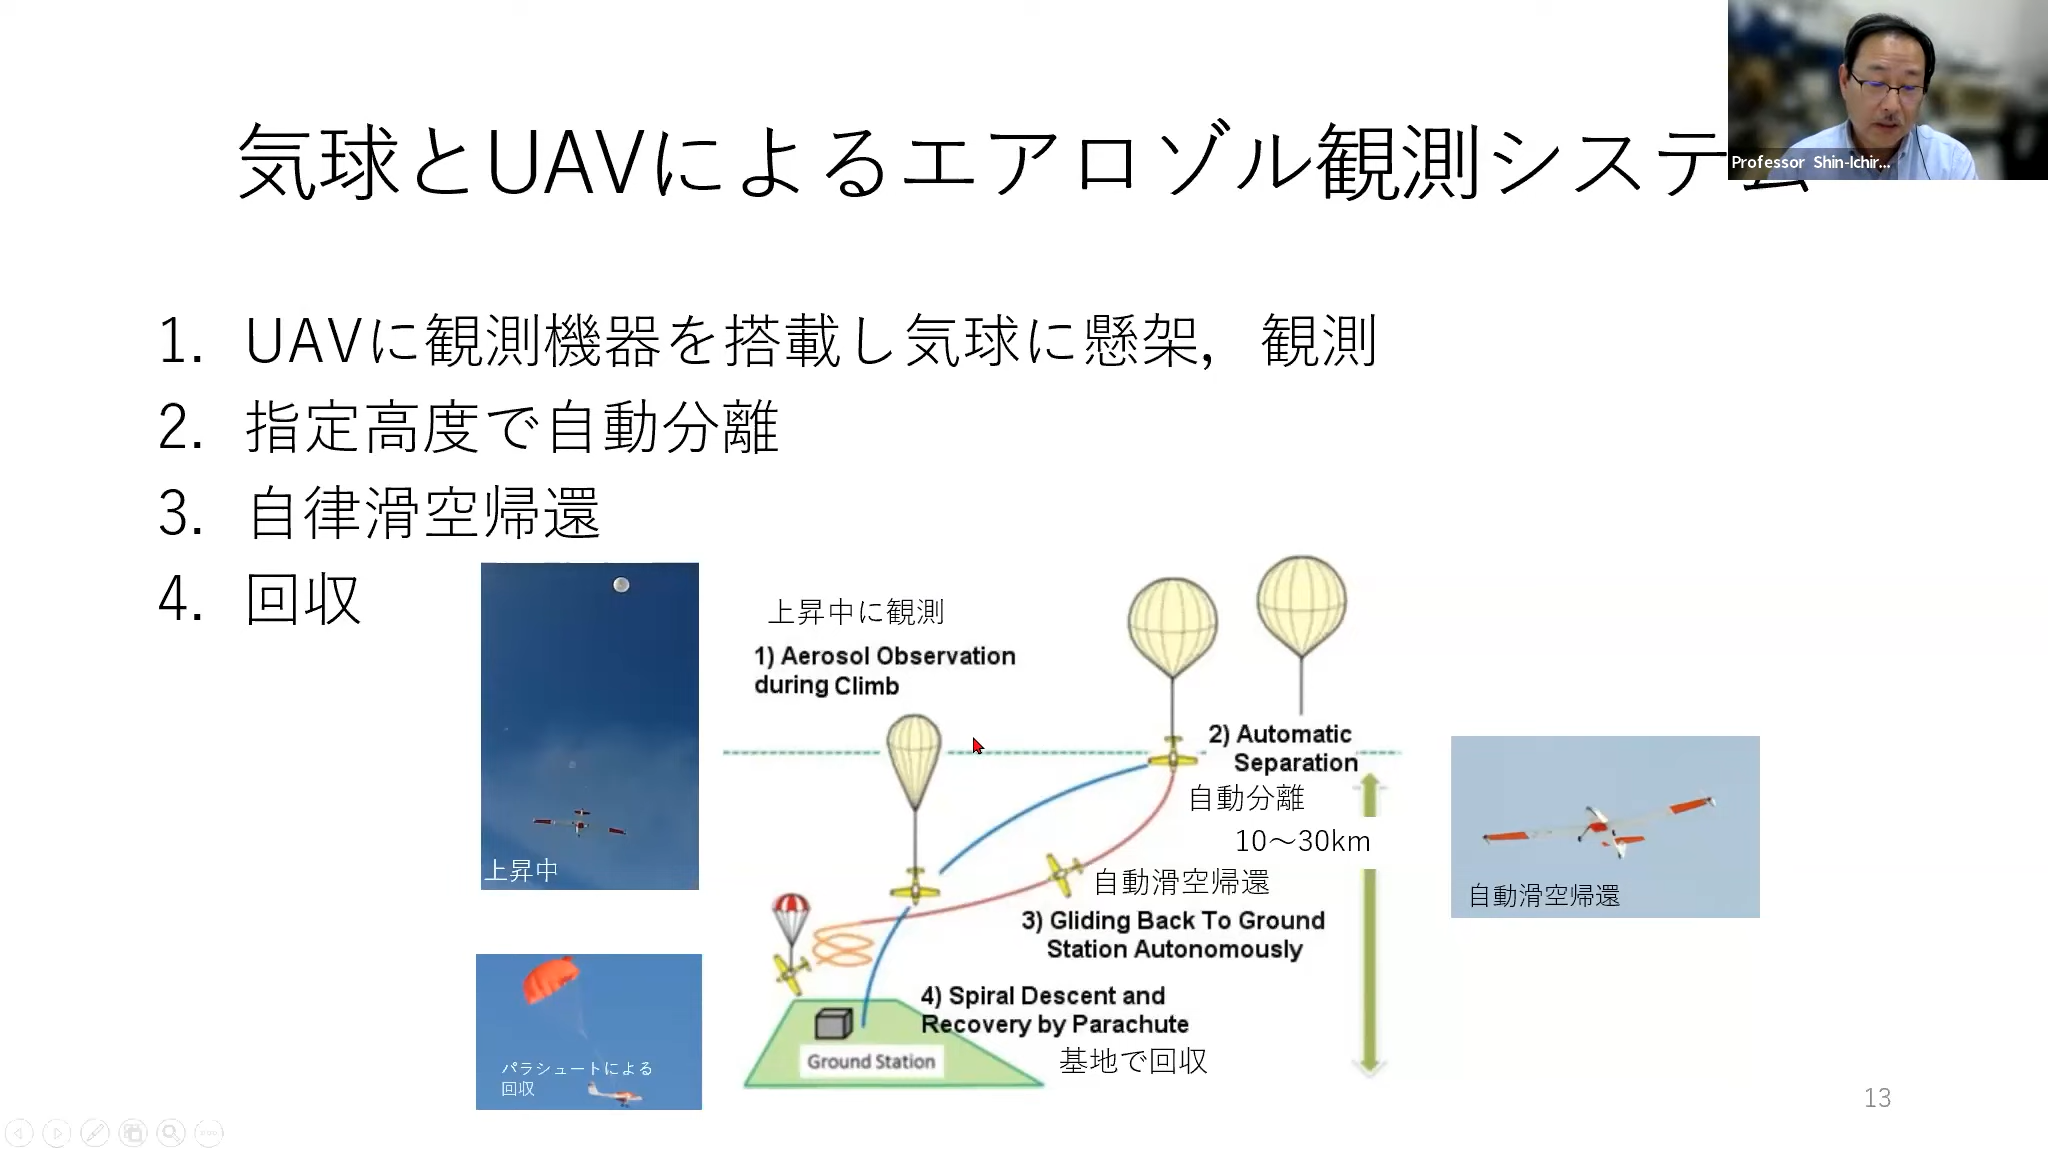 気球とUAVによるエアロゾル観測システム
Professor Shin-Ichir...
1. UAVに観測機器を搭載し気球に懸架，観測
2. 指定高度で自動分離
3. 自律滑空帰還
4. 回収
上昇中
上昇中に観測
1) Aerosol Observation
during Climb
2) Automatic
Separation
自動分離
10～30km
自動滑空帰還
3) Gliding Back To Ground
Station Autonomously
自動滑空帰還
4) Spiral Descent and
Recovery by Parachute
Ground Station
基地で回収
パラシュートによる
回収
13